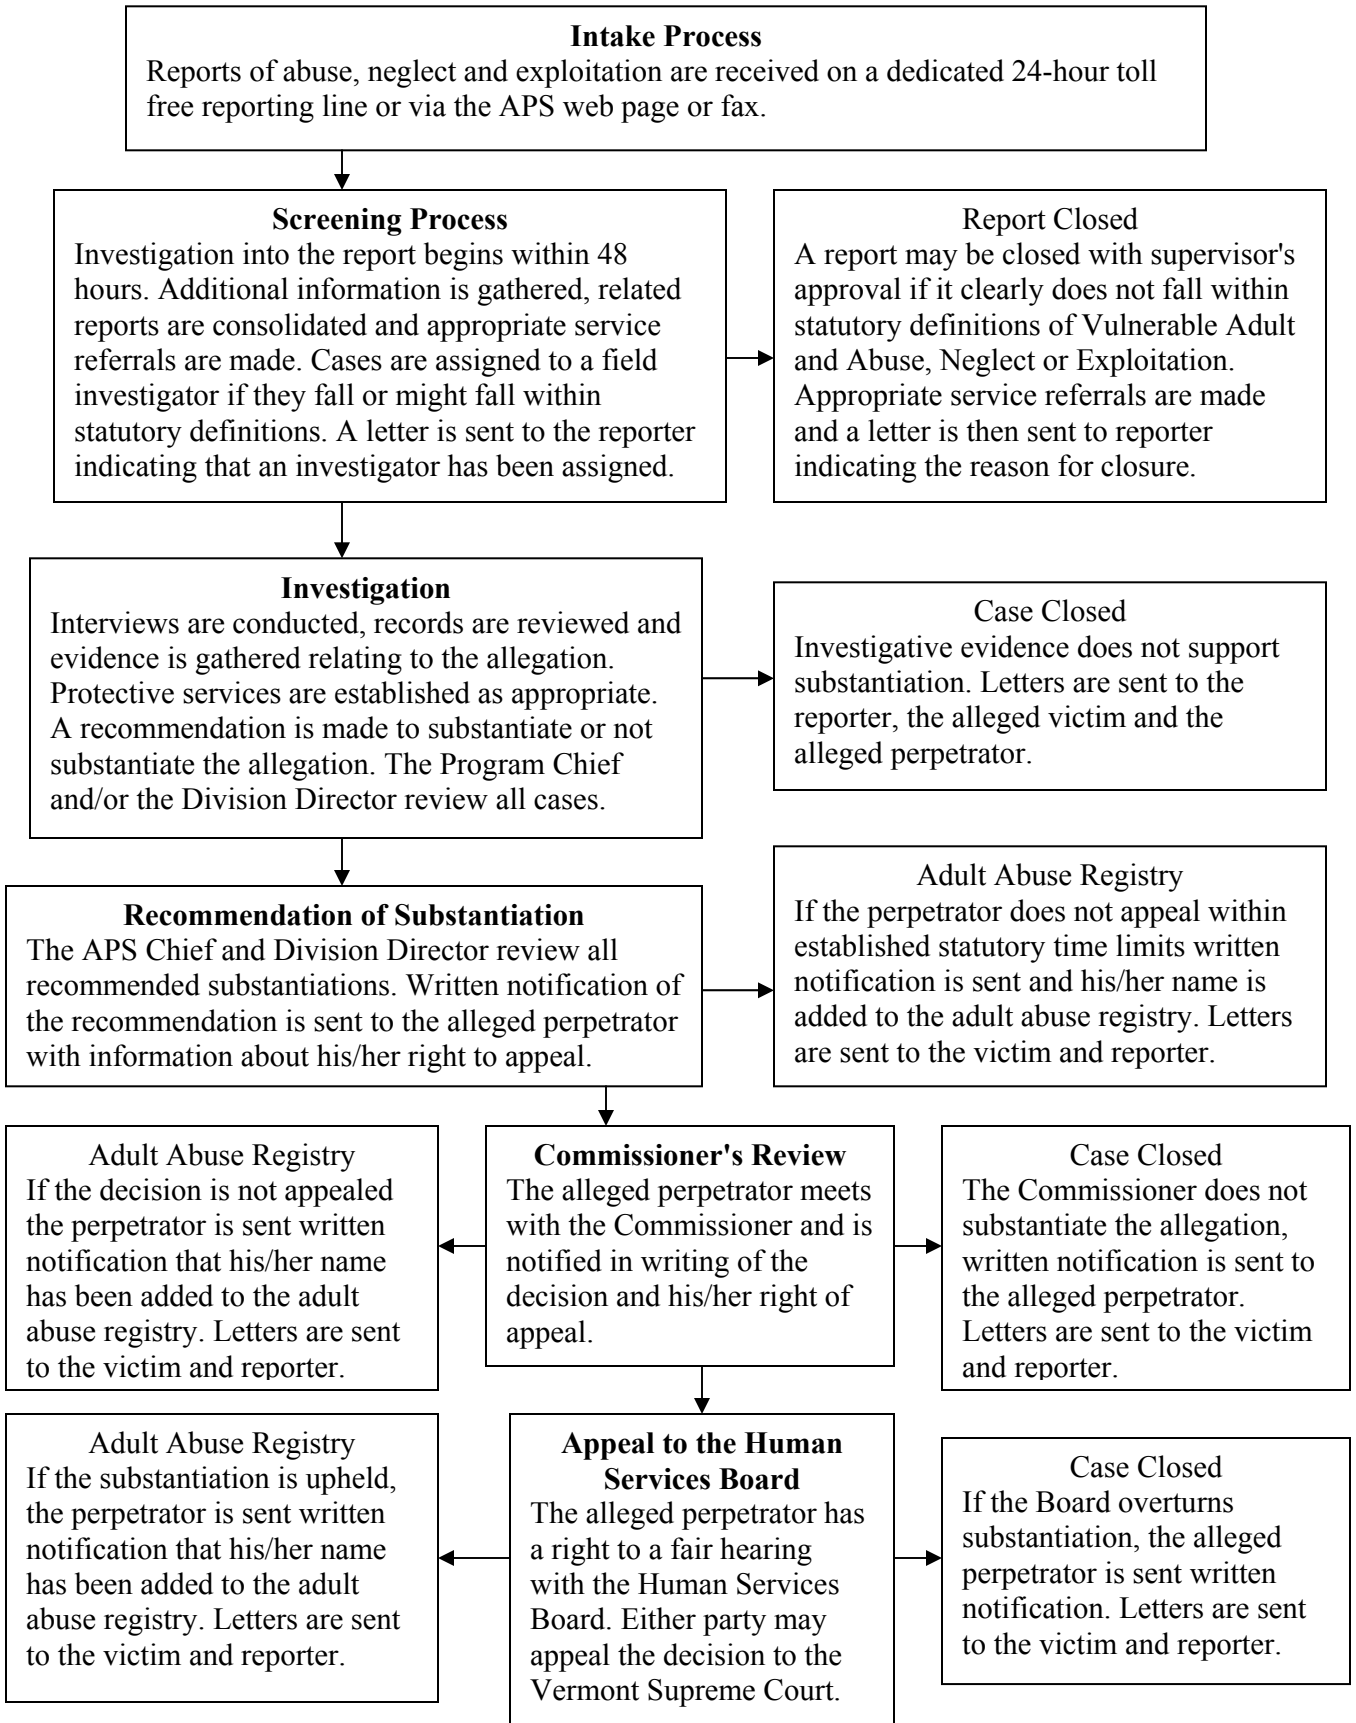 Intake Process
Reports of abuse, neglect and exploitation are received on a dedicated 24-hour toll
free reporting line or via the APS web page or fax.
Screening Process
Investigation into the report begins within 48
hours. Additional information is gathered, related
reports are consolidated and appropriate service
referrals are made. Cases are assigned to a field
investigator if they fall or might fall within
statutory definitions. A letter is sent to the reporter
indicating that an investigator has been assigned.
Report Closed
A report may be closed with supervisor's
approval if it clearly does not fall within
statutory definitions of Vulnerable Adult
and Abuse, Neglect or Exploitation.
Appropriate service referrals are made
and a letter is then sent to reporter
indicating the reason for closure.
Investigation
Interviews are conducted, records are reviewed and
evidence is gathered relating to the allegation.
Protective services are established as appropriate.
A recommendation is made to substantiate or not
substantiate the allegation. The Program Chief
and/or the Division Director review all cases.
Case Closed
Investigative evidence does not support
substantiation. Letters are sent to the
reporter, the alleged victim and the
alleged perpetrator.
Recommendation of Substantiation
The APS Chief and Division Director review all
recommended substantiations. Written notification of
the recommendation is sent to the alleged perpetrator
with information about his/her right to appeal.
Adult Abuse Registry
If the perpetrator does not appeal within
established statutory time limits written
notification is sent and his/her name is
added to the adult abuse registry. Letters
are sent to the victim and reporter.
Adult Abuse Registry
If the decision is not appealed
the perpetrator is sent written
notification that his/her name
has been added to the adult
abuse registry. Letters are sent
to the victim and reporter.
Commissioner's Review
The alleged perpetrator meets
with the Commissioner and is
notified in writing of the
decision and his/her right of
appeal.
Case Closed
The Commissioner does not
substantiate the allegation,
written notification is sent to
the alleged perpetrator.
Letters are sent to the victim
and reporter.
Adult Abuse Registry
If the substantiation is upheld,
the perpetrator is sent written
notification that his/her name
has been added to the adult
abuse registry. Letters are sent
to the victim and reporter.
Appeal to the Human
Services Board
The alleged perpetrator has
a right to a fair hearing
with the Human Services
Board. Either party may
appeal the decision to the
Vermont Supreme Court.
Case Closed
If the Board overturns
substantiation, the alleged
perpetrator is sent written
notification. Letters are sent
to the victim and reporter.